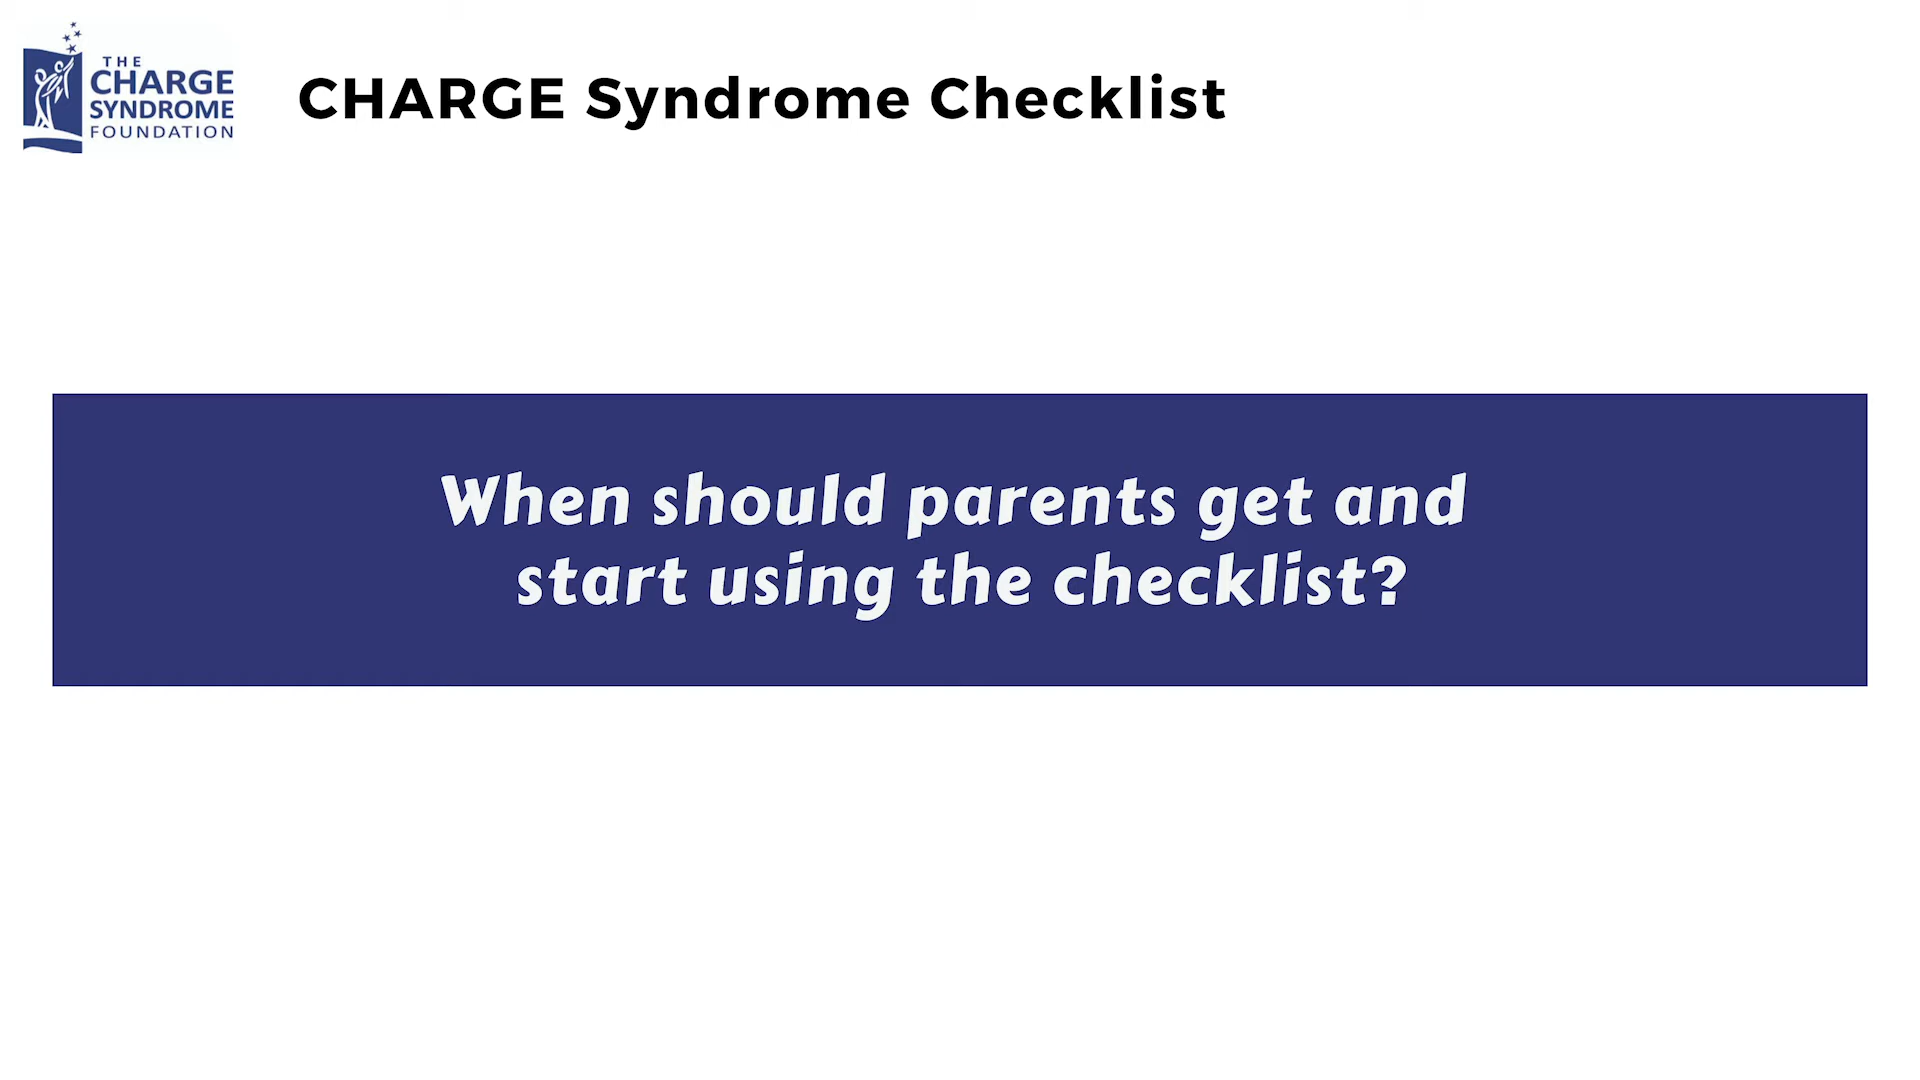 THE
CHARGE
SYNDROME
FOUNDATION
CHARGE Syndrome Checklist
When should parents get and
start using the checklist?